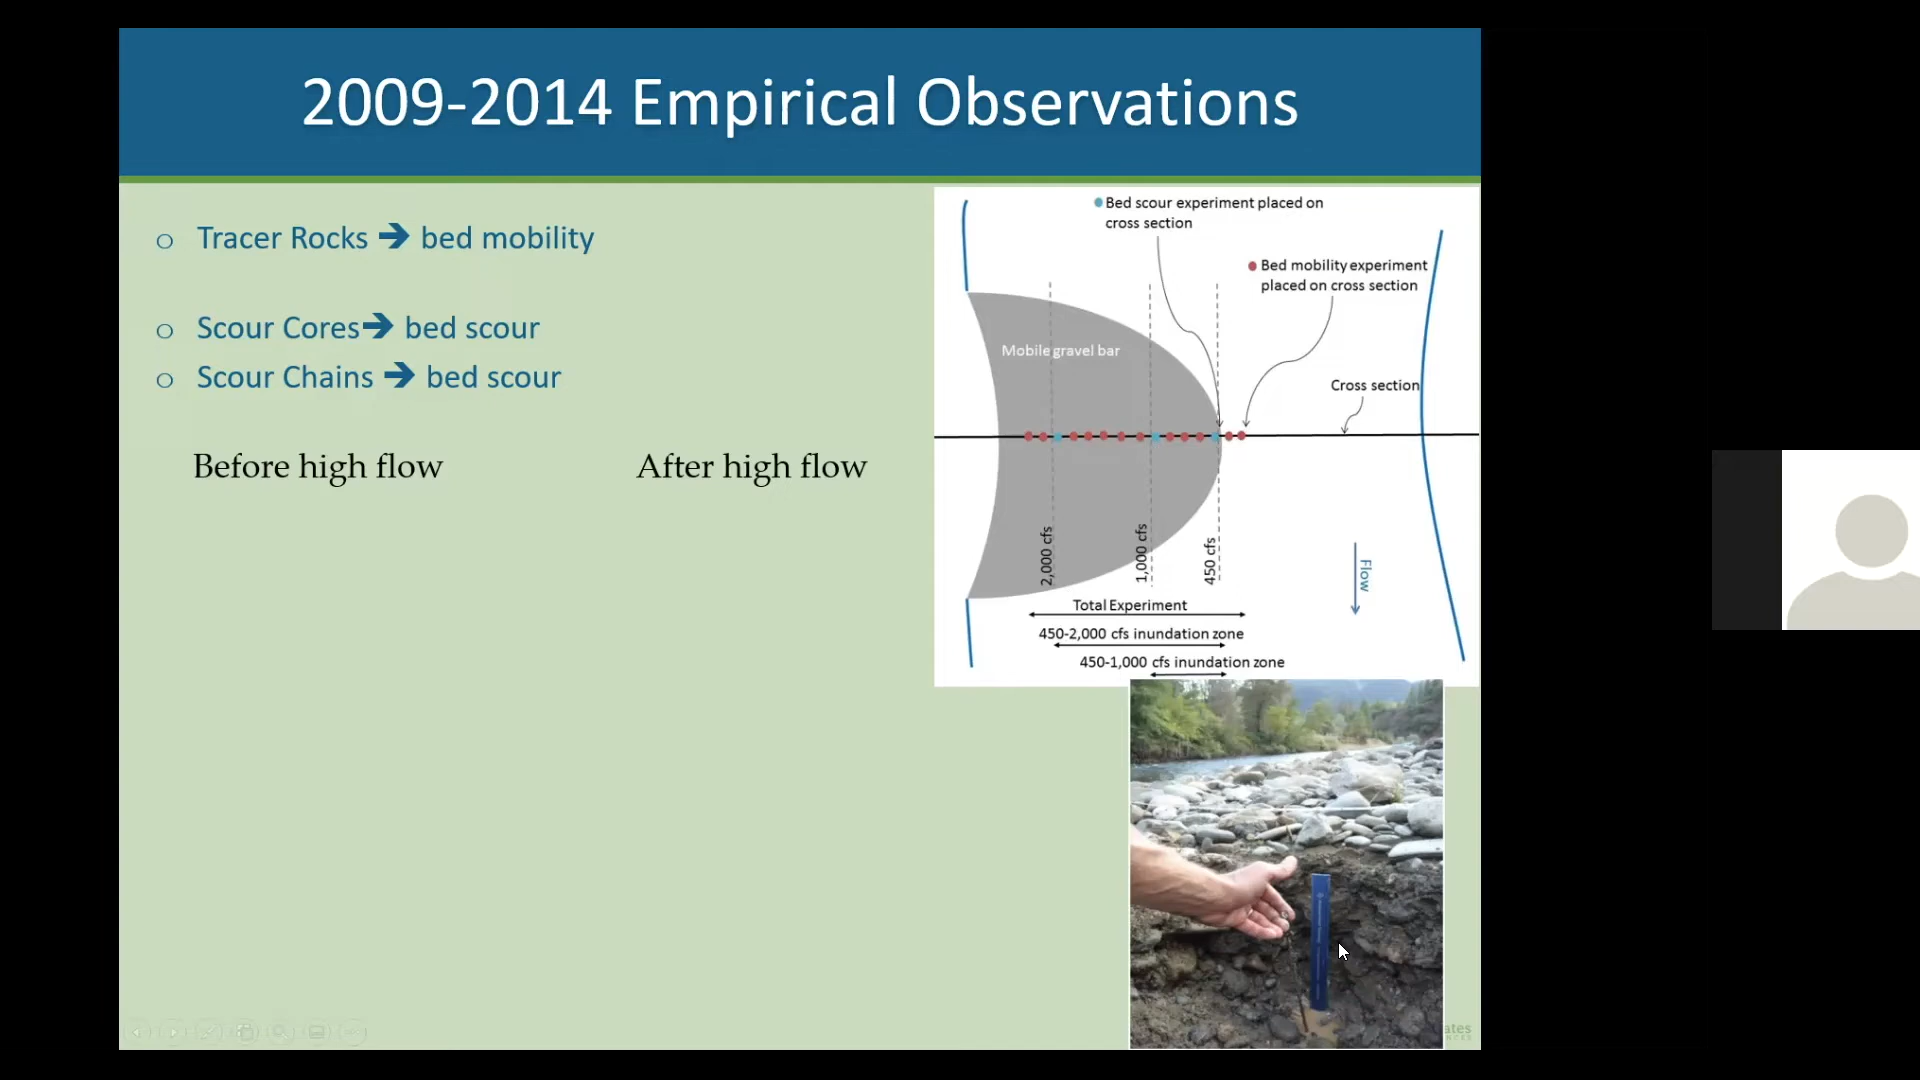 2009-2014 Empirical Observations
o Tracer Rocks ➔ bed mobility
o Scour Cores➔ bed scour
o Scour Chains ➔ bed scour
Before high flow
After high flow
Bed scour experiment placed on
cross section
Bed mobility experiment
placed on cross section
Mobile gravel bar
Cross section
2,000 cfs
1,000 cfs
450 cfs
Flow
Total Experiment
450-2,000 cfs inundation zone
450-1,000 cfs inundation zone